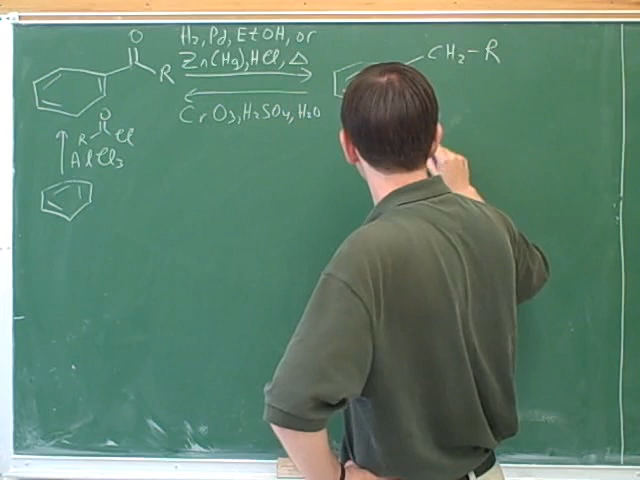 O
H₂, Pd, EtOH, or
Zn(Hg), HCl, △
R
CH₂-R
CrO₃, H₂SO₄, H₂O
O
R Cl
AlCl₃